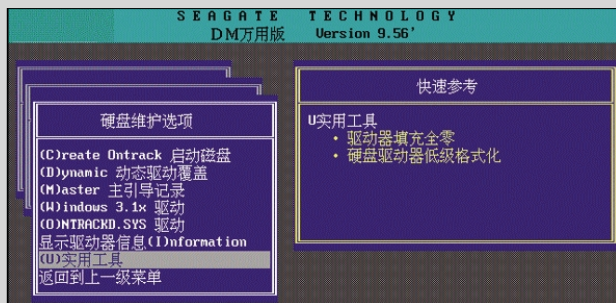 SEAGATE TECHNOLOGY
DM万用版 Version 9.56'
硬盘维护选项
(C)reate Ontrack 启动磁盘
(D)ynamic 动态驱动覆盖
(M)aster 主引导记录
(W)indows 3.1x 驱动
(O)NTRACKD.SYS 驱动
显示驱动器信息(I)nformation
(U)实用工具
返回到上一级菜单
快速参考
U实用工具
• 驱动器填充全零
• 硬盘驱动器低级格式化